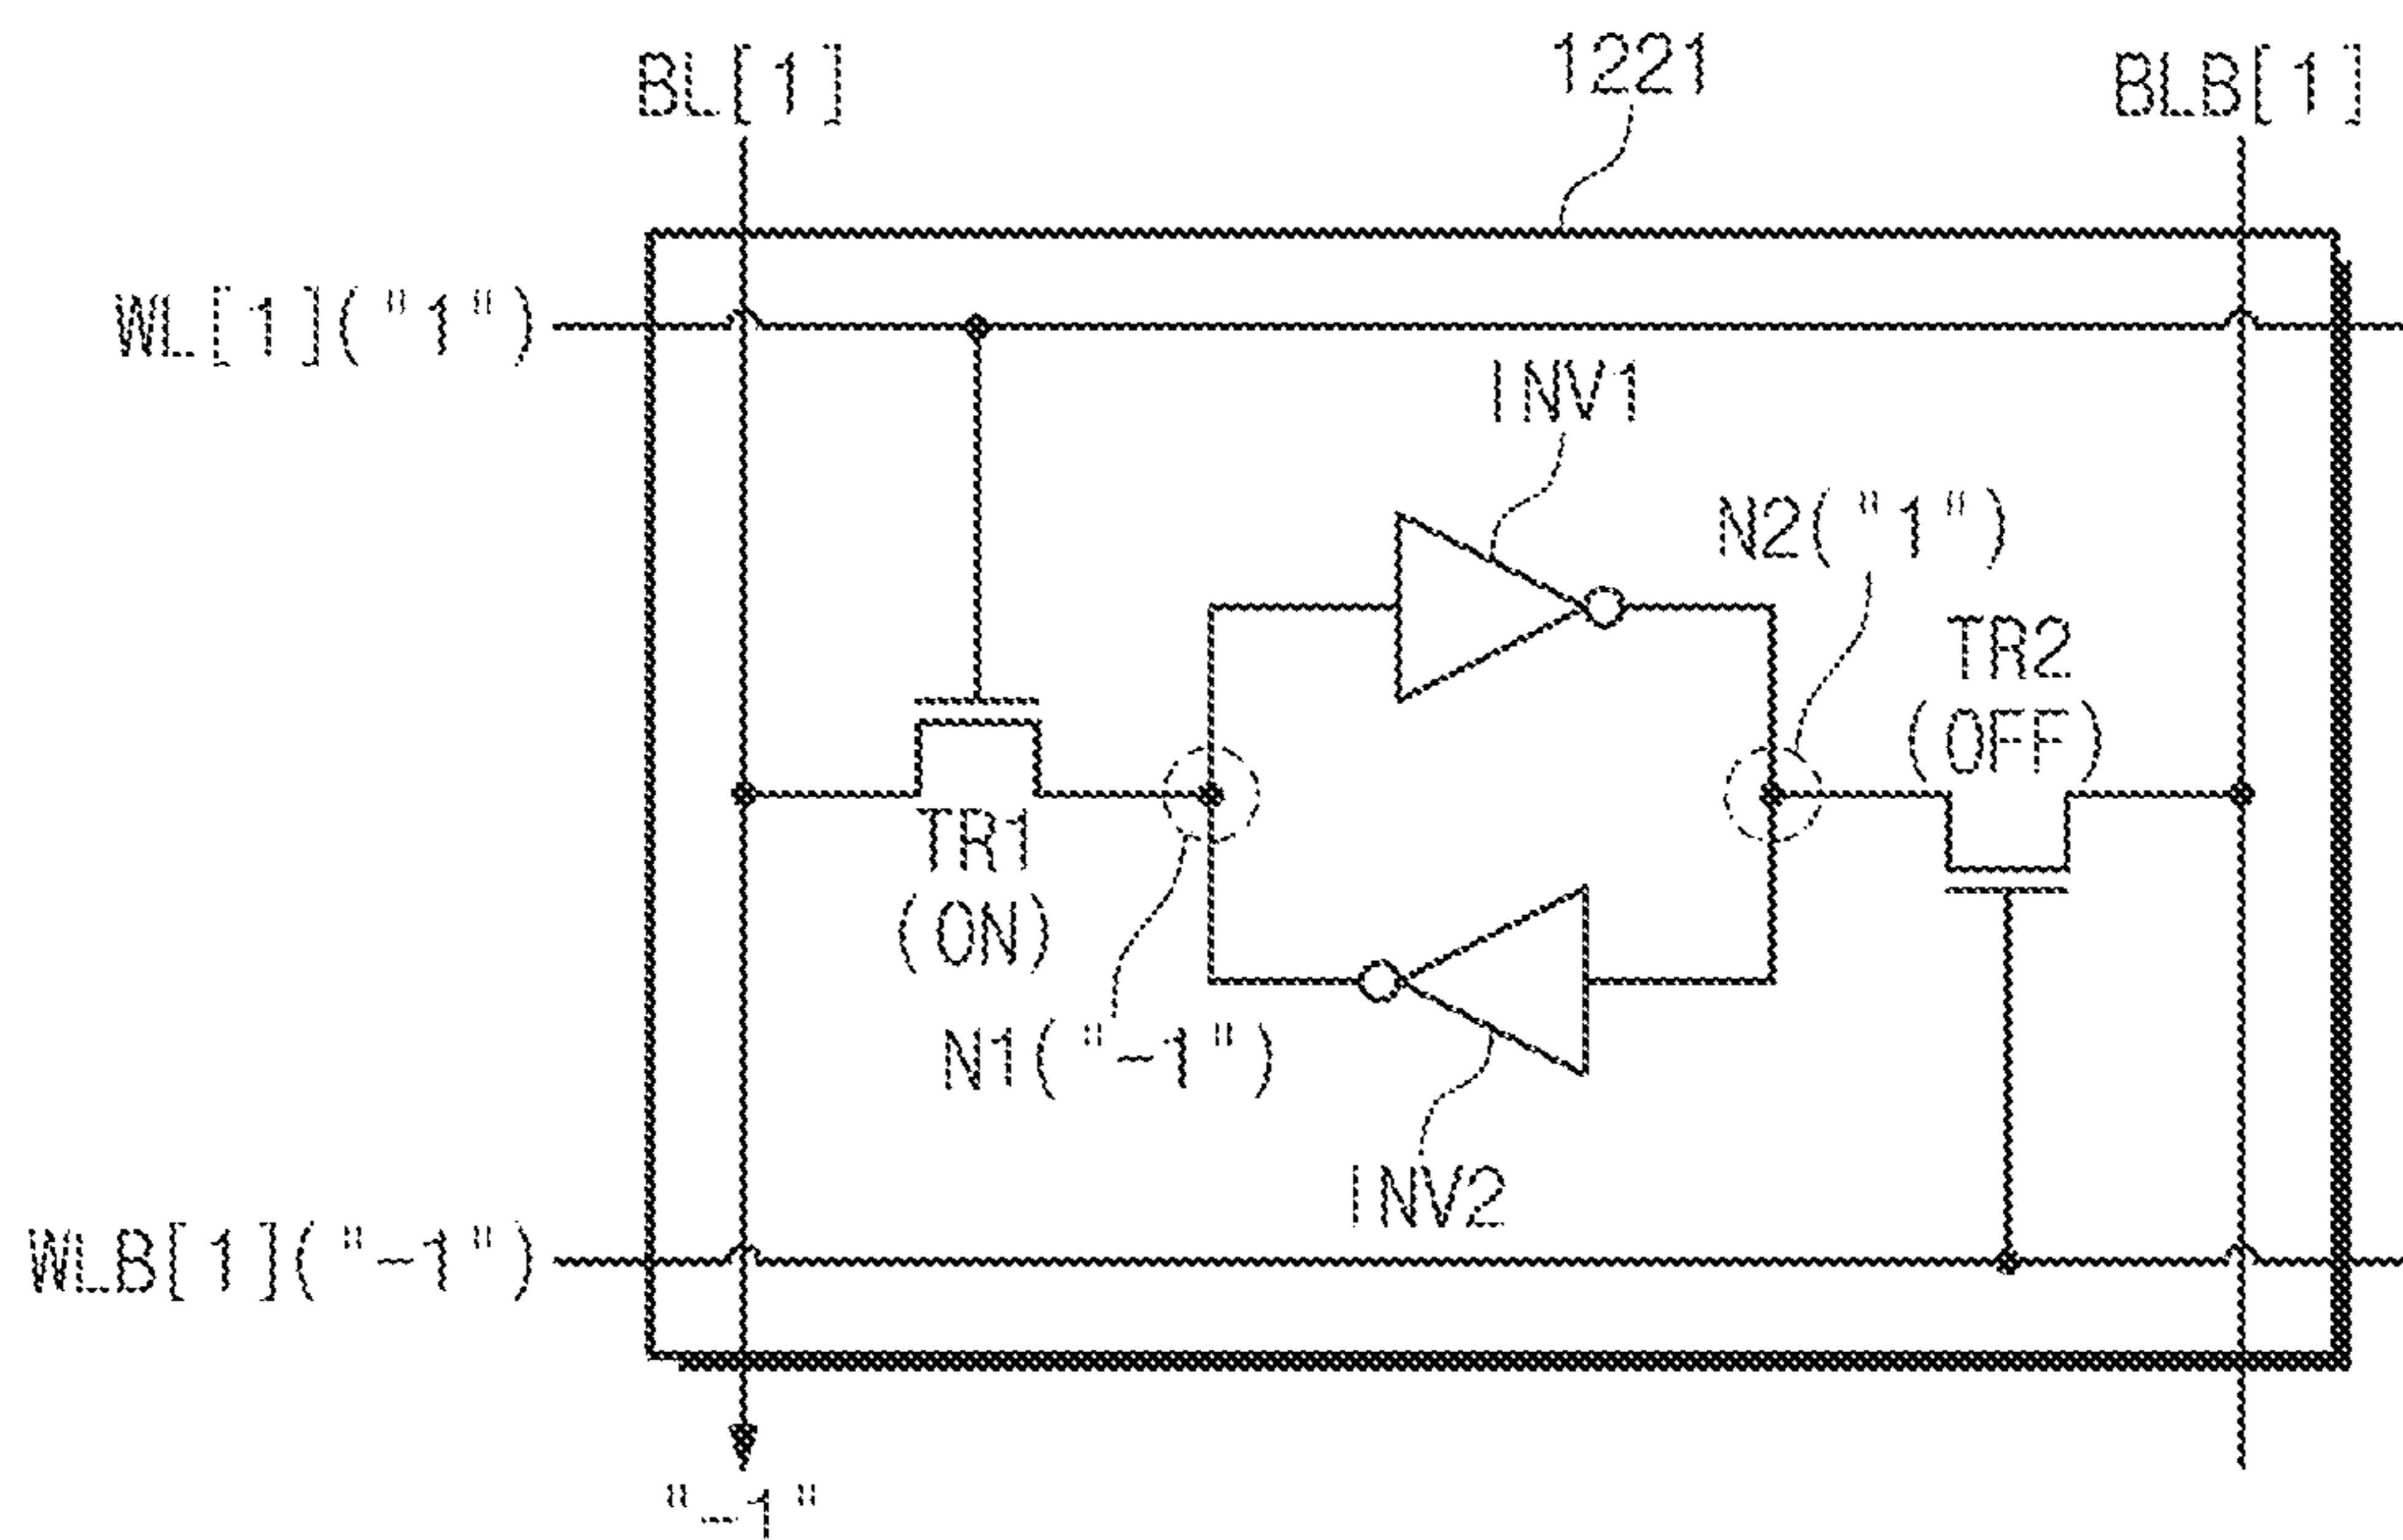 BL[1]
1221
BLB[1]
WL[1]("1")
INV1
N2("1")
TR2
(OFF)
TR1
(ON)
N1("-1")
INV2
WLB[1]("-1")
"-1"